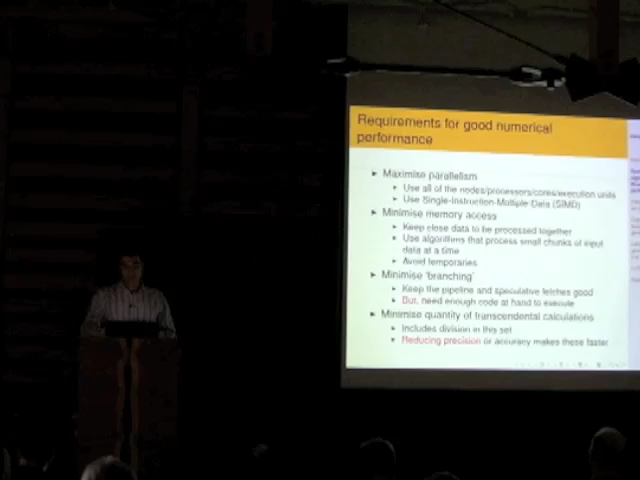 Requirements for good numerical
performance
Maximise parallelism
Use all of the nodes/processors/cores/execution units
Use Single-Instruction-Multiple-Data (SIMD)
Minimise memory access
Keep close data to be processed together
Use algorithms that process small chunks of input
data at a time
Avoid temporaries
Minimise 'branching'
Keep the pipeline and speculative fetches good
But, need enough code at hand to execute
Minimise quantity of transcendental calculations
Includes division in this set
Reducing precision or accuracy makes these faster